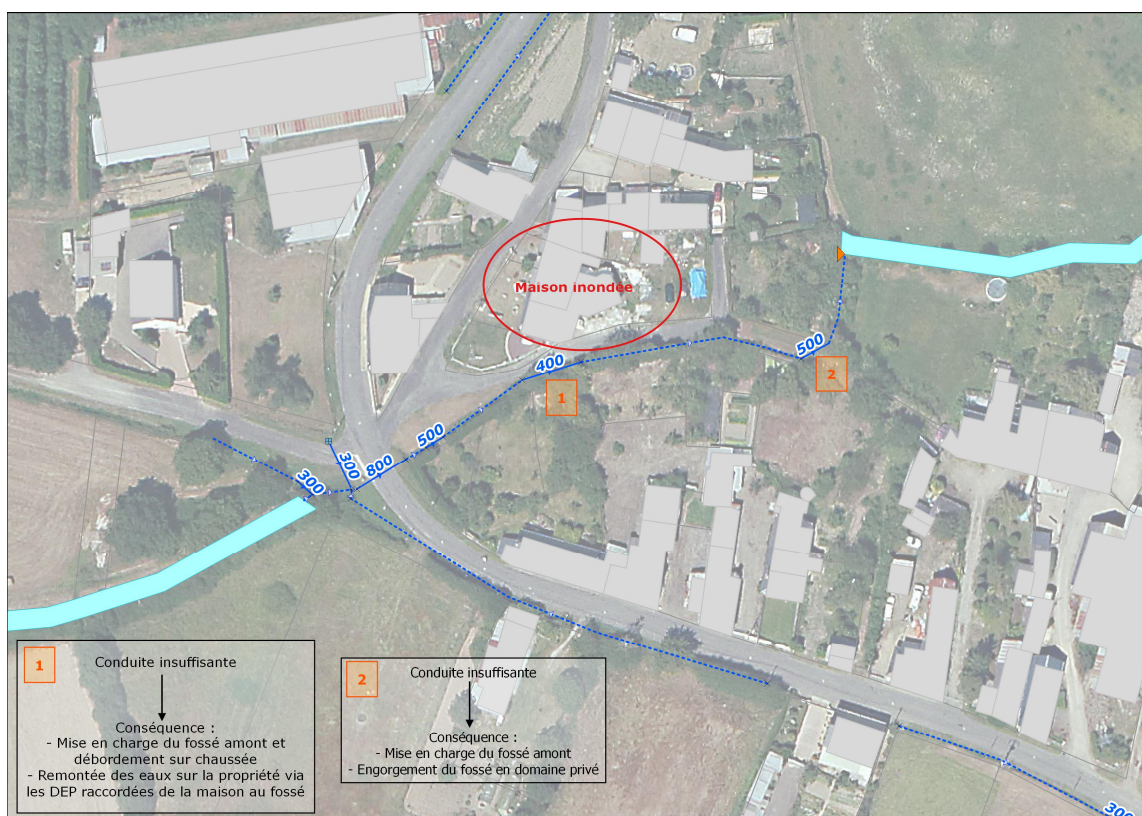 Maison inondée
400
500
1
2
500
800
300
300
1
Conduite insuffisante
Conséquence :
- Mise en charge du fossé amont et
débordement sur chaussée
- Remontée des eaux sur la propriété via
les DEP raccordées de la maison au fossé
2
Conduite insuffisante
Conséquence :
- Mise en charge du fossé amont
- Engorgement du fossé en domaine privé
300